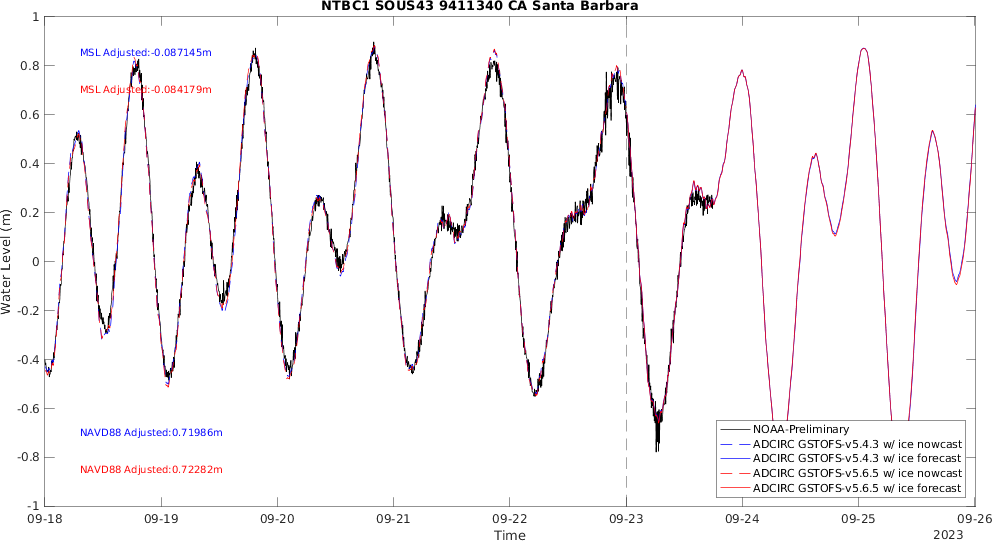 NTBC1 SOUS43 9411340 CA Santa Barbara
1
0.8
0.6
0.4
0.2
0
-0.2
-0.4
-0.6
-0.8
-1
Water Level (m)
MSL Adjusted:-0.087145m
MSL Adjusted:-0.084179m
NAVD88 Adjusted:0.71986m
NAVD88 Adjusted:0.72282m
NOAA-Preliminary
ADCIRC GSTOFS-v5.4.3 w/ ice nowcast
ADCIRC GSTOFS-v5.4.3 w/ ice forecast
ADCIRC GSTOFS-v5.6.5 w/ ice nowcast
ADCIRC GSTOFS-v5.6.5 w/ ice forecast
09-18 09-19 09-20 09-21 09-22 09-23 09-24 09-25 09-26
Time
2023